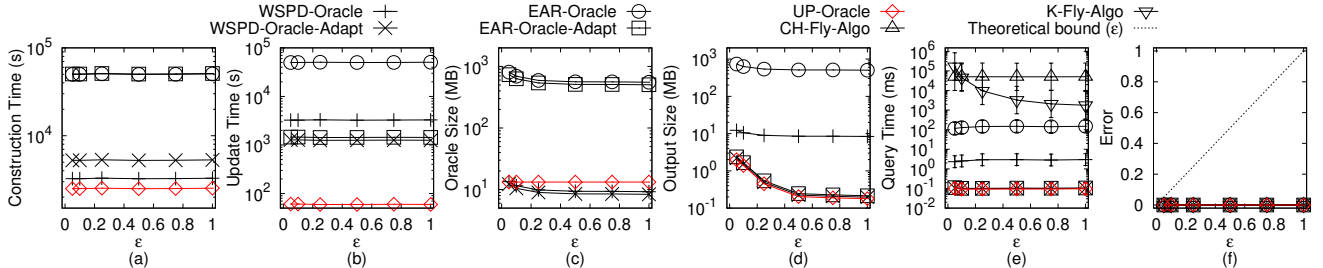 WSPD-Oracle
WSPD-Oracle-Adapt
EAR-Oracle
EAR-Oracle-Adapt
UP-Oracle
CH-Fly-Algo
K-Fly-Algo
Theoretical bound (ε)
Construction Time (s)
10^5
10^4
0 0.2 0.4 0.6 0.8 1
ε
(a)
Update Time (s)
10^5
10^4
10^3
10^2
0 0.2 0.4 0.6 0.8 1
ε
(b)
Oracle Size (MB)
10^3
10^2
10^1
0 0.2 0.4 0.6 0.8 1
ε
(c)
Output Size (MB)
10^3
10^2
10^1
10^0
10^-1
0 0.2 0.4 0.6 0.8 1
ε
(d)
Query Time (ms)
10^6
10^5
10^4
10^3
10^2
10^1
10^0
10^-1
10^-2
0 0.2 0.4 0.6 0.8 1
ε
(e)
Error
1
0.8
0.6
0.4
0.2
0
0 0.2 0.4 0.6 0.8 1
ε
(f)